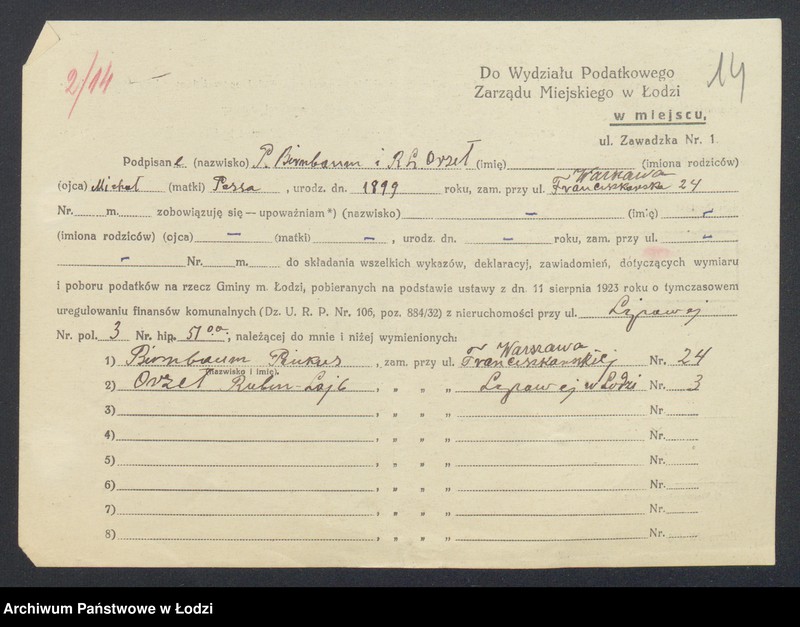 2/14
14
Do Wydziału Podatkowego
Zarządu Miejskiego w Łodzi
w miejscu,
ul. Zawadzka Nr. 1.
Podpisan (nazwisko) P. Birnbaum i R L Orzeł (imię) (imiona rodziców)
Warszawa
(ojca) Michał (matki) Pessa, urodz. dn. 1899 roku, zam. przy ul. Franciszkańska 24
Nr. m. zobowiązuję się — upoważniam *) (nazwisko) — (imię) —
(imiona rodziców) (ojca) — (matki) — , urodz. dn. — roku, zam. przy ul. —
— Nr. m. do składania wszelkich wykazów, deklaracyj, zawiadomień, dotyczących wymiaru
i poboru podatków na rzecz Gminy m. Łodzi, pobieranych na podstawie ustawy z dn. 11 sierpnia 1923 roku o tymczasowem
uregulowaniu finansów komunalnych (Dz. U. R. P. Nr. 106, poz. 884/32) z nieruchomości przy ul. Lipowej
Nr. pol. 3 Nr. hip. 51oo, należącej do mnie i niżej wymienionych:
w Warszawa
1) Birnbaum Pinkus, zam. przy ul. Franciszkańskiej Nr. 24
(nazwisko i imię).
2) Orzeł Rubin-Lajb , „ „ „ Lipowej w Łodzi Nr. 3
3) , „ „ „ Nr.
4) , „ „ „ Nr.
5) , „ „ „ Nr.
6) , „ „ „ Nr.
7) , „ „ „ Nr.
8) , „ „ „ Nr.
Archiwum Państwowe w Łodzi